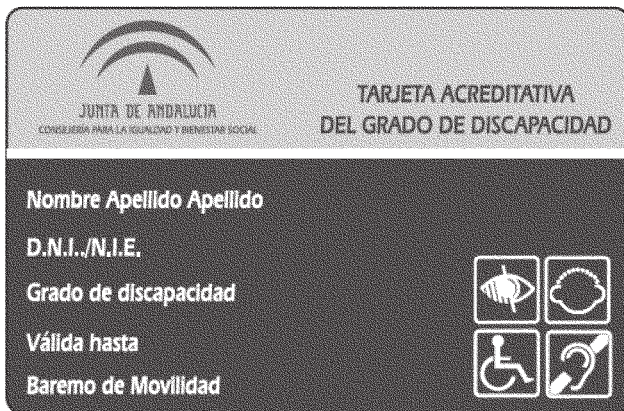 JUNTA DE ANDALUCIA
CONSEJERÍA PARA LA IGUALDAD Y BIENESTAR SOCIAL
TARJETA ACREDITATIVA
DEL GRADO DE DISCAPACIDAD
Nombre Apellido Apellido
D.N.I../N.I.E.
Grado de discapacidad
Válida hasta
Baremo de Movilidad